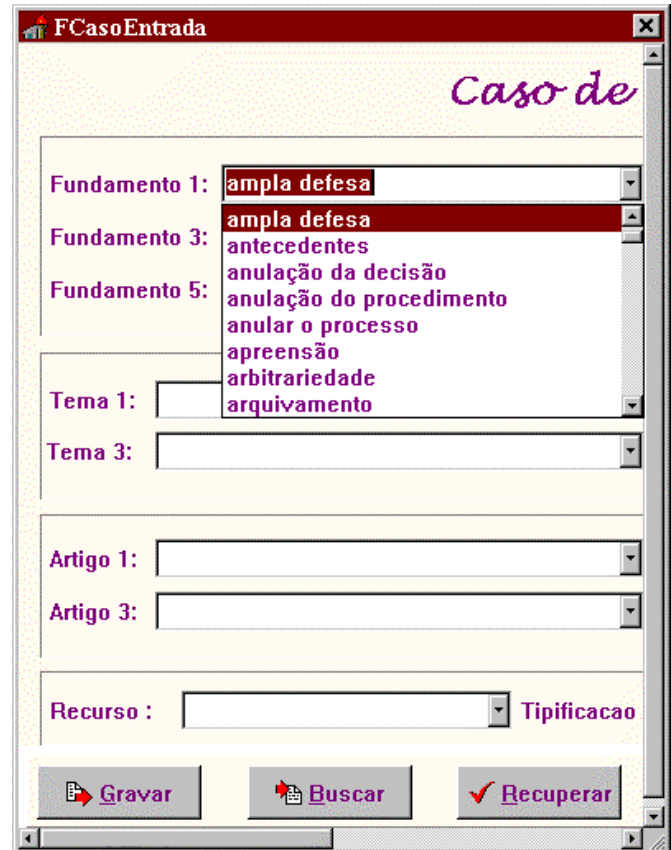 FCasoEntrada
Caso de
Fundamento 1: ampla defesa
ampla defesa
Fundamento 3:
antecedentes
anulação da decisão
Fundamento 5:
anulação do procedimento
anular o processo
apreensão
arbitrariedade
Tema 1:
arquivamento
Tema 3:
Artigo 1:
Artigo 3:
Recurso : Tipificacao
Gravar Buscar Recuperar